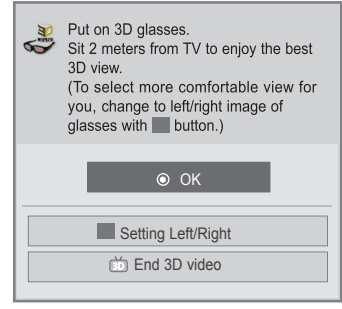 Put on 3D glasses.
Sit 2 meters from TV to enjoy the best
3D view.
(To select more comfortable view for
you, change to left/right image of
glasses with button.)
OK
Setting Left/Right
3D End 3D video